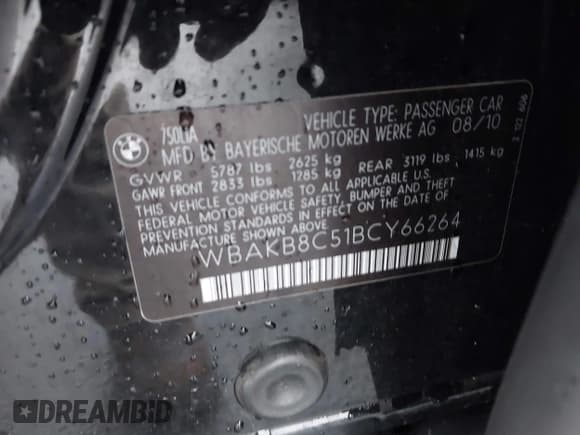 BMW
750LiA
VEHICLE TYPE: PASSENGER CAR
MFD BY BAYERISCHE MOTOREN WERKE AG 08/10
GVWR 5787 lbs 2625 kg
GAWR FRONT 2833 lbs 1285 kg REAR 3119 lbs 1415 kg
THIS VEHICLE CONFORMS TO ALL APPLICABLE U.S.
FEDERAL MOTOR VEHICLE SAFETY, BUMPER AND THEFT
PREVENTION STANDARDS IN EFFECT ON THE DATE OF
MANUFACTURE SHOWN ABOVE
WBAKB8C51BCY66264
DREAMBID